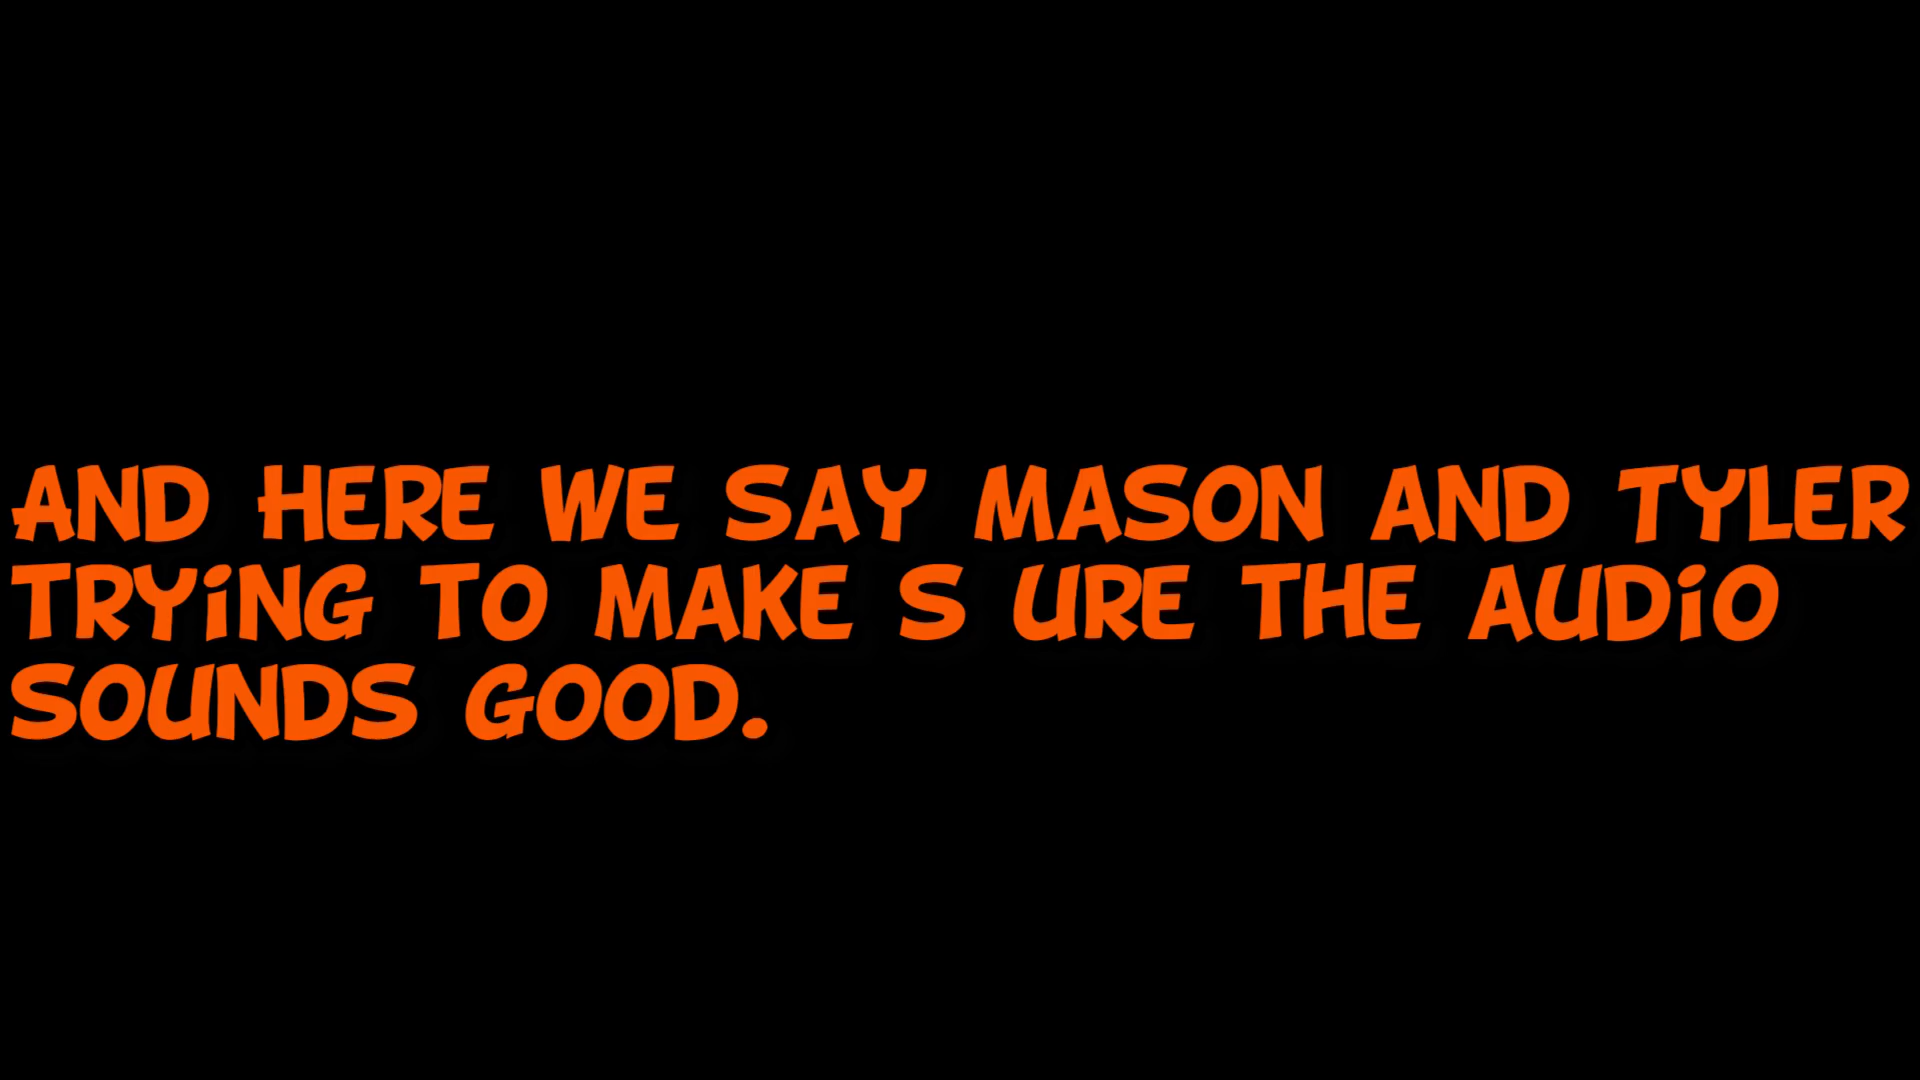 AND HERE WE SAY MASON AND TYLER
TRYiNG TO MAKE S URE THE AUDiO
SOUNDS GOOD.